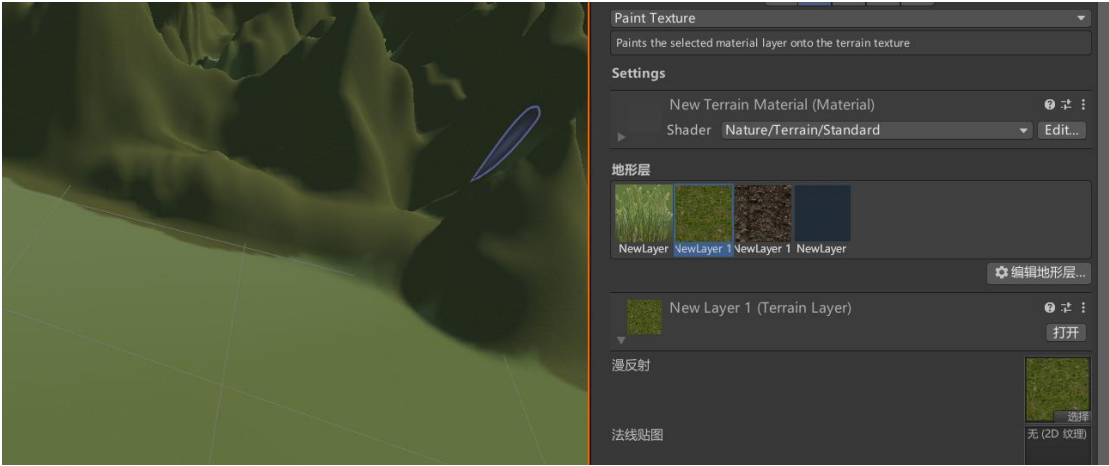 Paint Texture
Paints the selected material layer onto the terrain texture
Settings
New Terrain Material (Material)
Shader Nature/Terrain/Standard Edit...
地形层
NewLayer NewLayer 1 NewLayer 1 NewLayer
编辑地形层...
New Layer 1 (Terrain Layer)
打开
漫反射
选择
法线贴图
无 (2D 纹理)